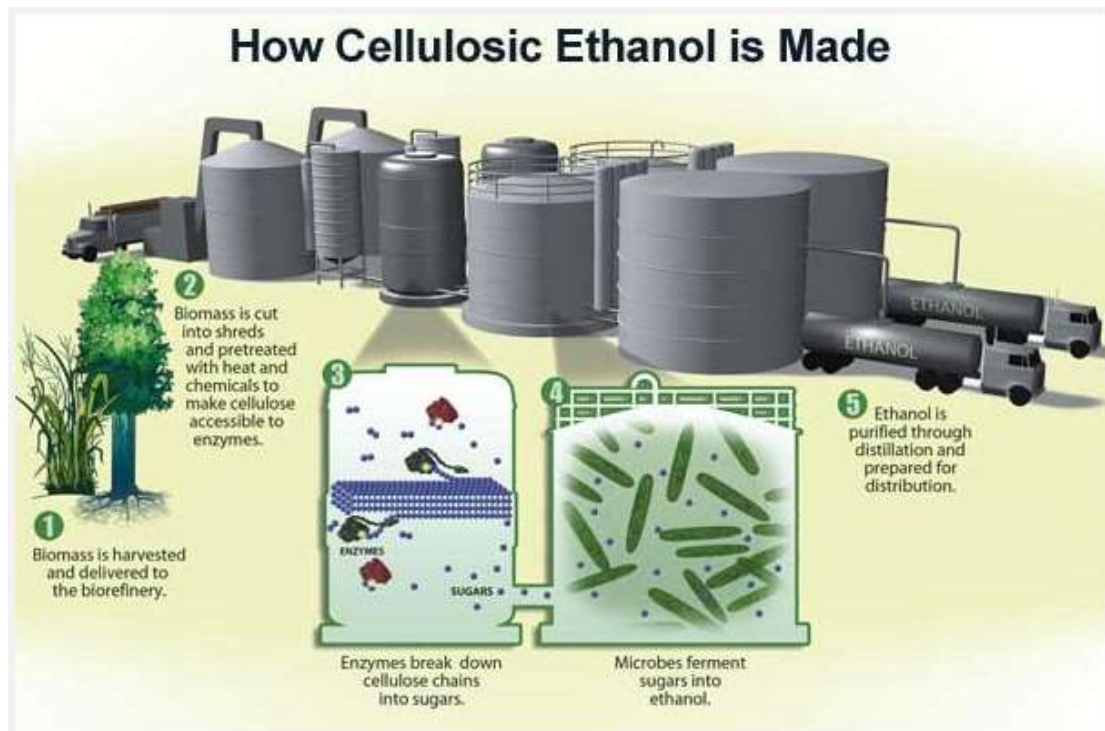 How Cellulosic Ethanol is Made
1
Biomass is harvested
and delivered to
the biorefinery.
2
Biomass is cut
into shreds
and pretreated
with heat and
chemicals to
make cellulose
accessible to
enzymes.
3
ENZYMES
SUGARS
Enzymes break down
cellulose chains
into sugars.
4
Microbes ferment
sugars into
ethanol.
ETHANOL
ETHANOL
5
Ethanol is
purified through
distillation and
prepared for
distribution.